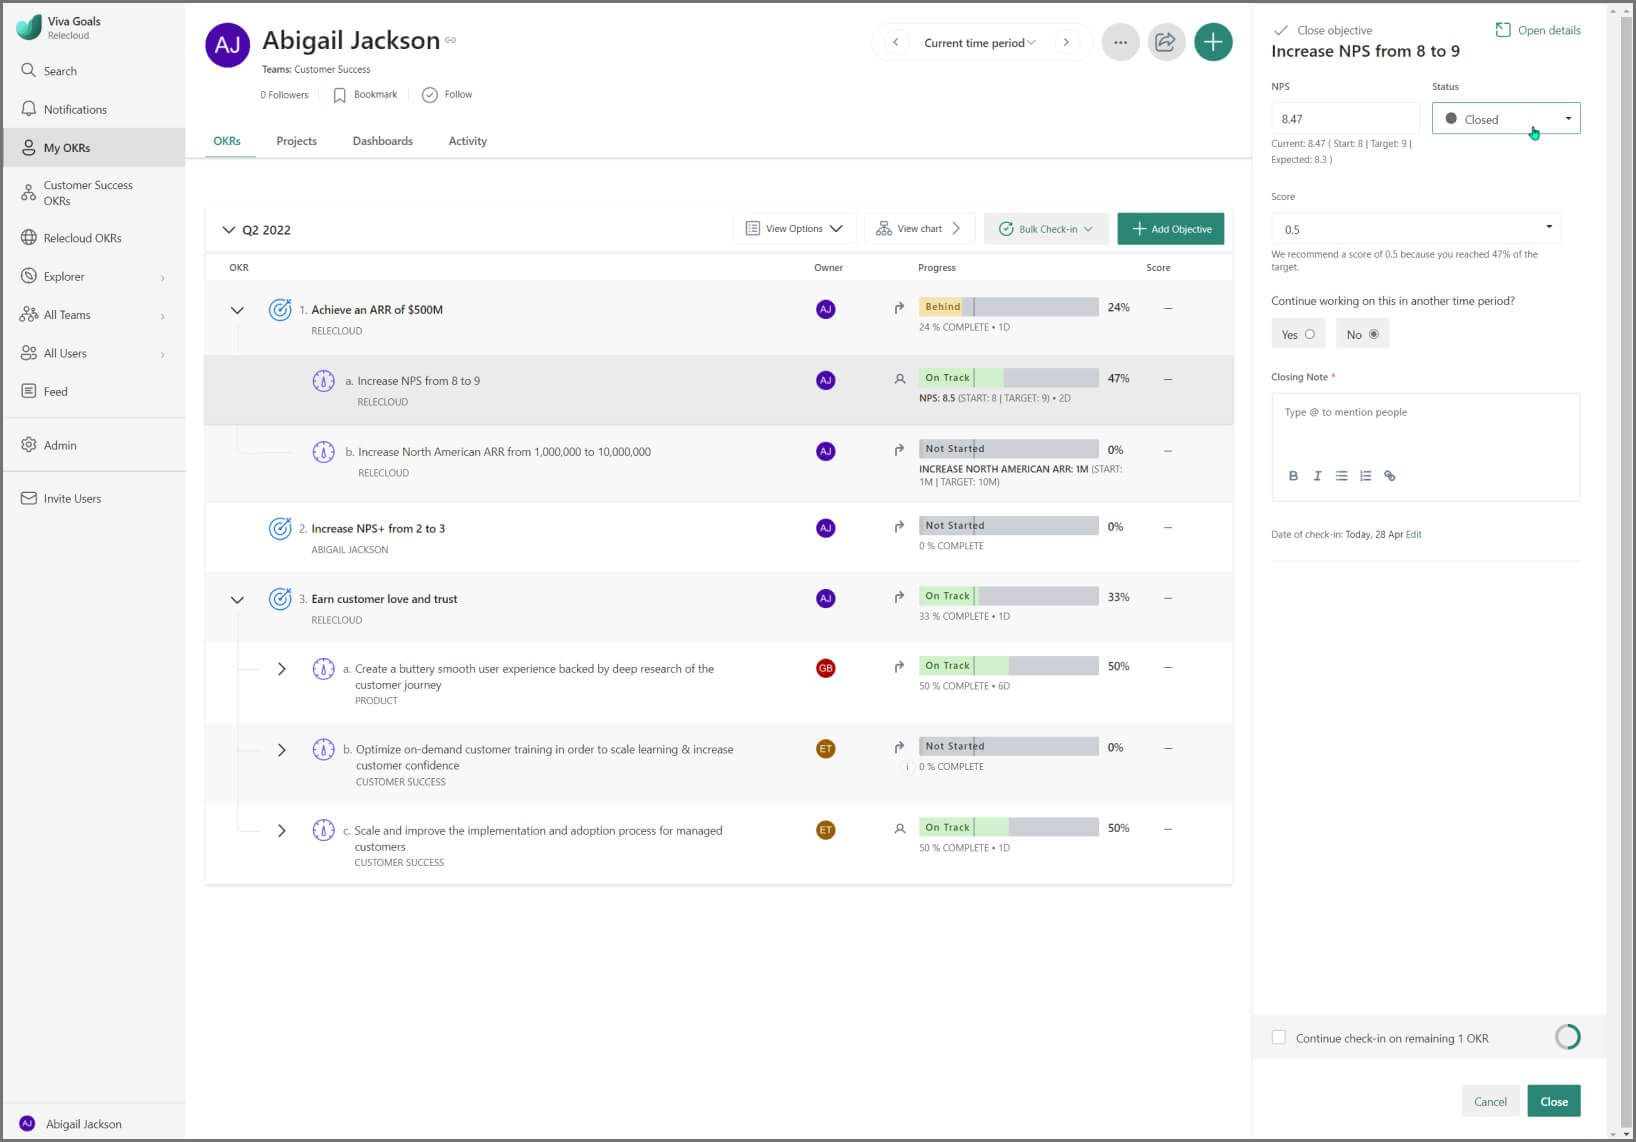 Viva Goals
Relecloud
Search
Notifications
My OKRs
Customer Success
OKRs
Relecloud OKRs
Explorer
All Teams
All Users
Feed
Admin
Invite Users
AJ Abigail Jackson
AJ
Abigail Jackson
Teams: Customer Success
0 Followers Bookmark Follow
Current time period
OKRs Projects Dashboards Activity
Q2 2022
View Options View chart Bulk Check-in Add Objective
OKR Owner Progress Score
1. Achieve an ARR of $500M AJ Behind 24% —
RELECLOUD 24 % COMPLETE • 1D
a. Increase NPS from 8 to 9 AJ On Track 47% —
RELECLOUD NPS: 8.5 (START: 8 | TARGET: 9) • 2D
b. Increase North American ARR from 1,000,000 to 10,000,000 AJ Not Started 0% —
RELECLOUD INCREASE NORTH AMERICAN ARR: 1M (START:
1M | TARGET: 10M)
2. Increase NPS+ from 2 to 3 AJ Not Started 0% —
ABIGAIL JACKSON 0 % COMPLETE
3. Earn customer love and trust AJ On Track 33% —
RELECLOUD 33 % COMPLETE • 1D
a. Create a buttery smooth user experience backed by deep research of the GB On Track 50% —
customer journey 50 % COMPLETE • 6D
PRODUCT
b. Optimize on-demand customer training in order to scale learning & increase ET Not Started 0% —
customer confidence i 0 % COMPLETE
CUSTOMER SUCCESS
c. Scale and improve the implementation and adoption process for managed ET On Track 50% —
customers 50 % COMPLETE • 1D
CUSTOMER SUCCESS
Close objective Open details
Increase NPS from 8 to 9
NPS Status
8.47 Closed
Current: 8.47 ( Start: 8 | Target: 9 |
Expected: 8.3 )
Score
0.5
We recommend a score of 0.5 because you reached 47% of the
target.
Continue working on this in another time period?
Yes No
Closing Note *
Type @ to mention people
B I
Date of check-in: Today, 28 Apr Edit
Continue check-in on remaining 1 OKR
Cancel Close